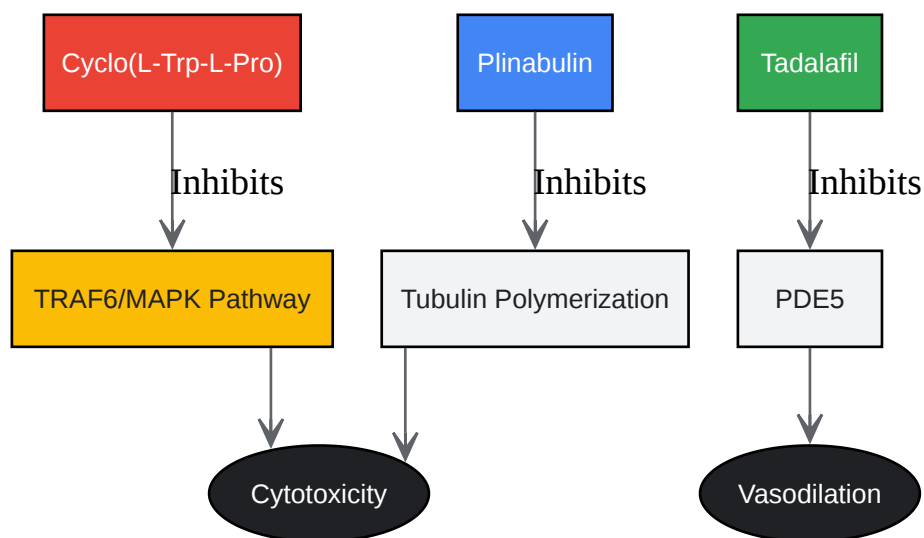 Cyclo(L-Trp-L-Pro)
Plinabulin
Tadalafil
Inhibits
Inhibits
Inhibits
TRAF6/MAPK Pathway
Tubulin Polymerization
PDE5
Cytotoxicity
Vasodilation